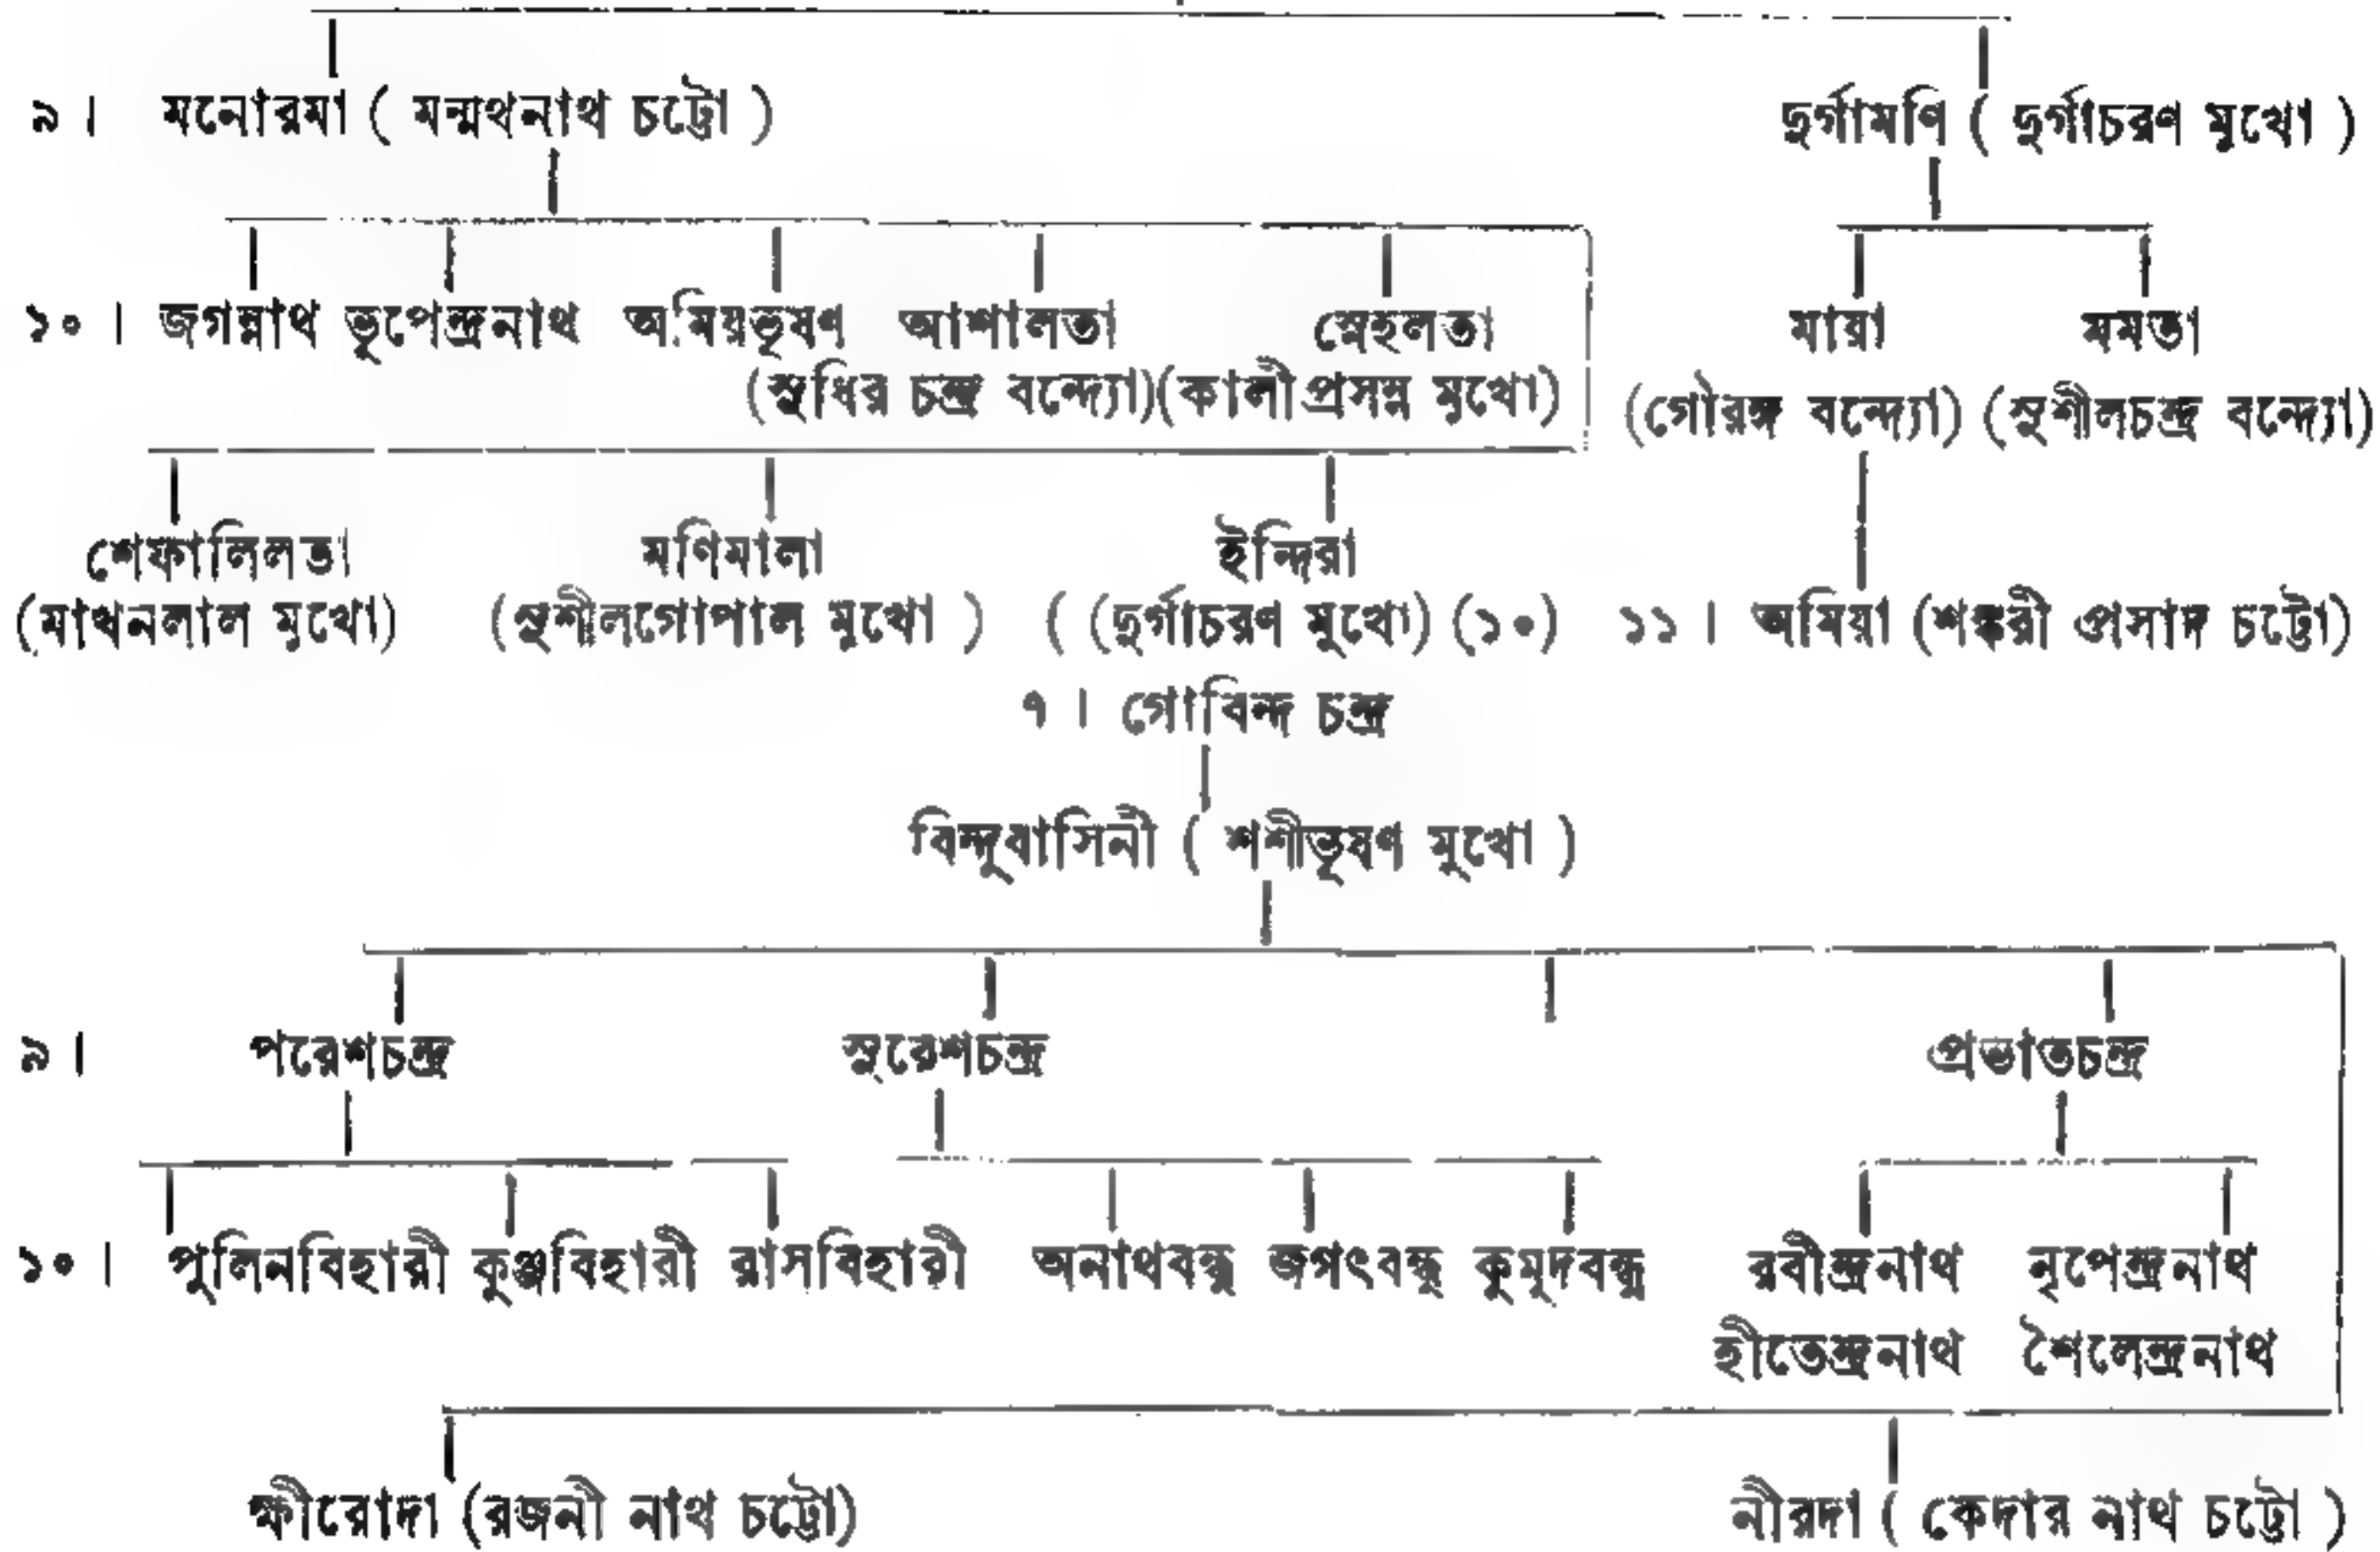 ৯। মনোরমা ( মন্মথনাথ চট্টো ) দুর্গামণি ( দুর্গাচরণ মুখো )
১০। জগন্নাথ ভূপেন্দ্রনাথ অমিয়ভূষণ আশালতা স্নেহলতা মায়া মমতা
(সুধির চন্দ্র বন্দ্যো) (কালীপ্রসন্ন মুখো) (গৌরঙ্গ বন্দ্যো) (সুশীলচন্দ্র বন্দ্যো)
শেফালিলতা মণিমালা ইন্দিরা
(মাখনলাল মুখো) (সুশীলগোপাল মুখো ) ( (দুর্গাচরণ মুখো) (১০) ১১। অমিয়া (শঙ্করী প্রসাদ চট্টো)
৭। গোবিন্দ চন্দ্র
বিন্দুবাসিনী ( শশীভূষণ মুখো )
৯। পরেশচন্দ্র সুরেশচন্দ্র প্রভাতচন্দ্র
১০। পুলিনবিহারী কুঞ্জবিহারী রাসবিহারী অনাথবন্ধু জগৎবন্ধু কুমুদবন্ধু রবীন্দ্রনাথ নৃপেন্দ্রনাথ
হীতেন্দ্রনাথ শৈলেন্দ্রনাথ
ক্ষীরোদা (রজনী নাথ চট্টো) নীরদা ( কেদার নাথ চট্টো )